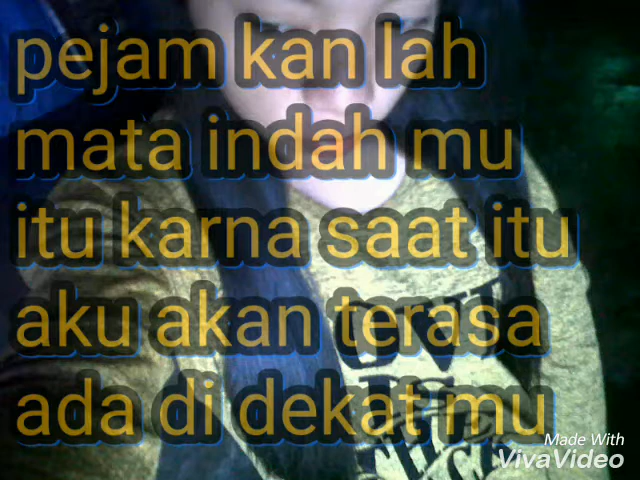 pejam kan lah
mata indah mu
itu karna saat itu
aku akan terasa
ada di dekat mu
Made With
VivaVideo